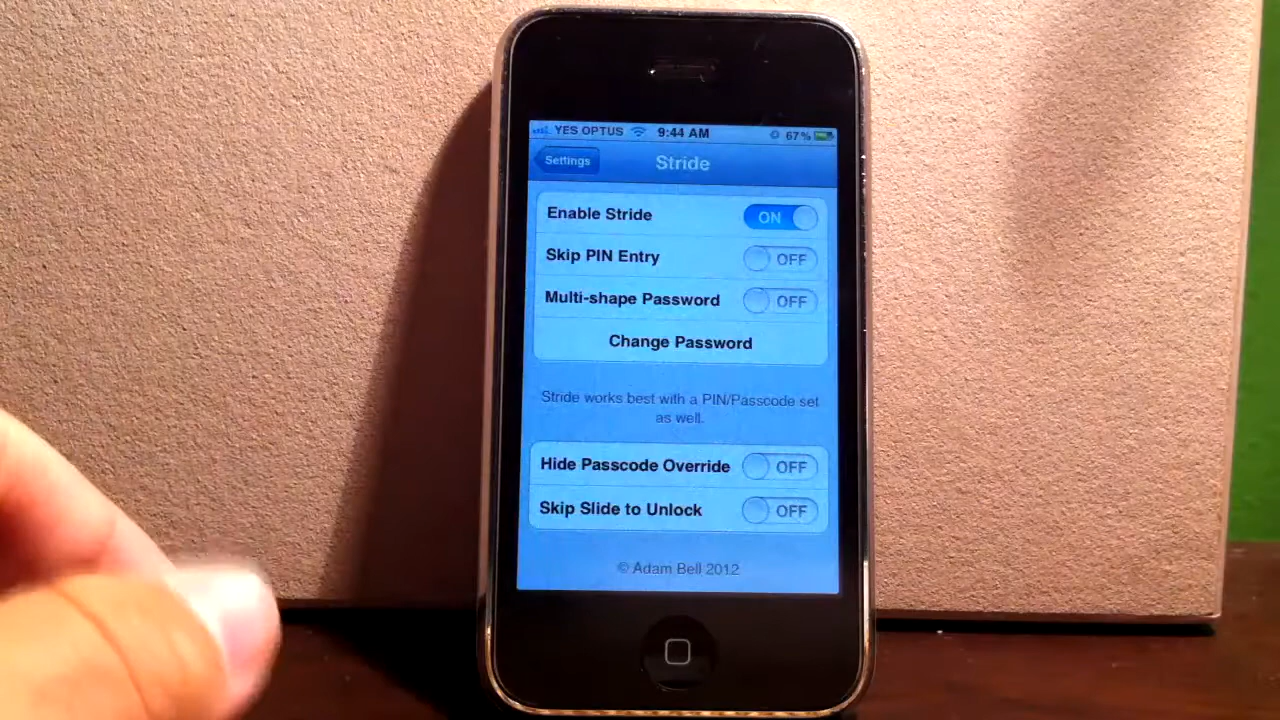 YES OPTUS 9:44 AM 67%
Settings Stride
Enable Stride ON
Skip PIN Entry OFF
Multi-shape Password OFF
Change Password
Stride works best with a PIN/Passcode set
as well.
Hide Passcode Override OFF
Skip Slide to Unlock OFF
© Adam Bell 2012